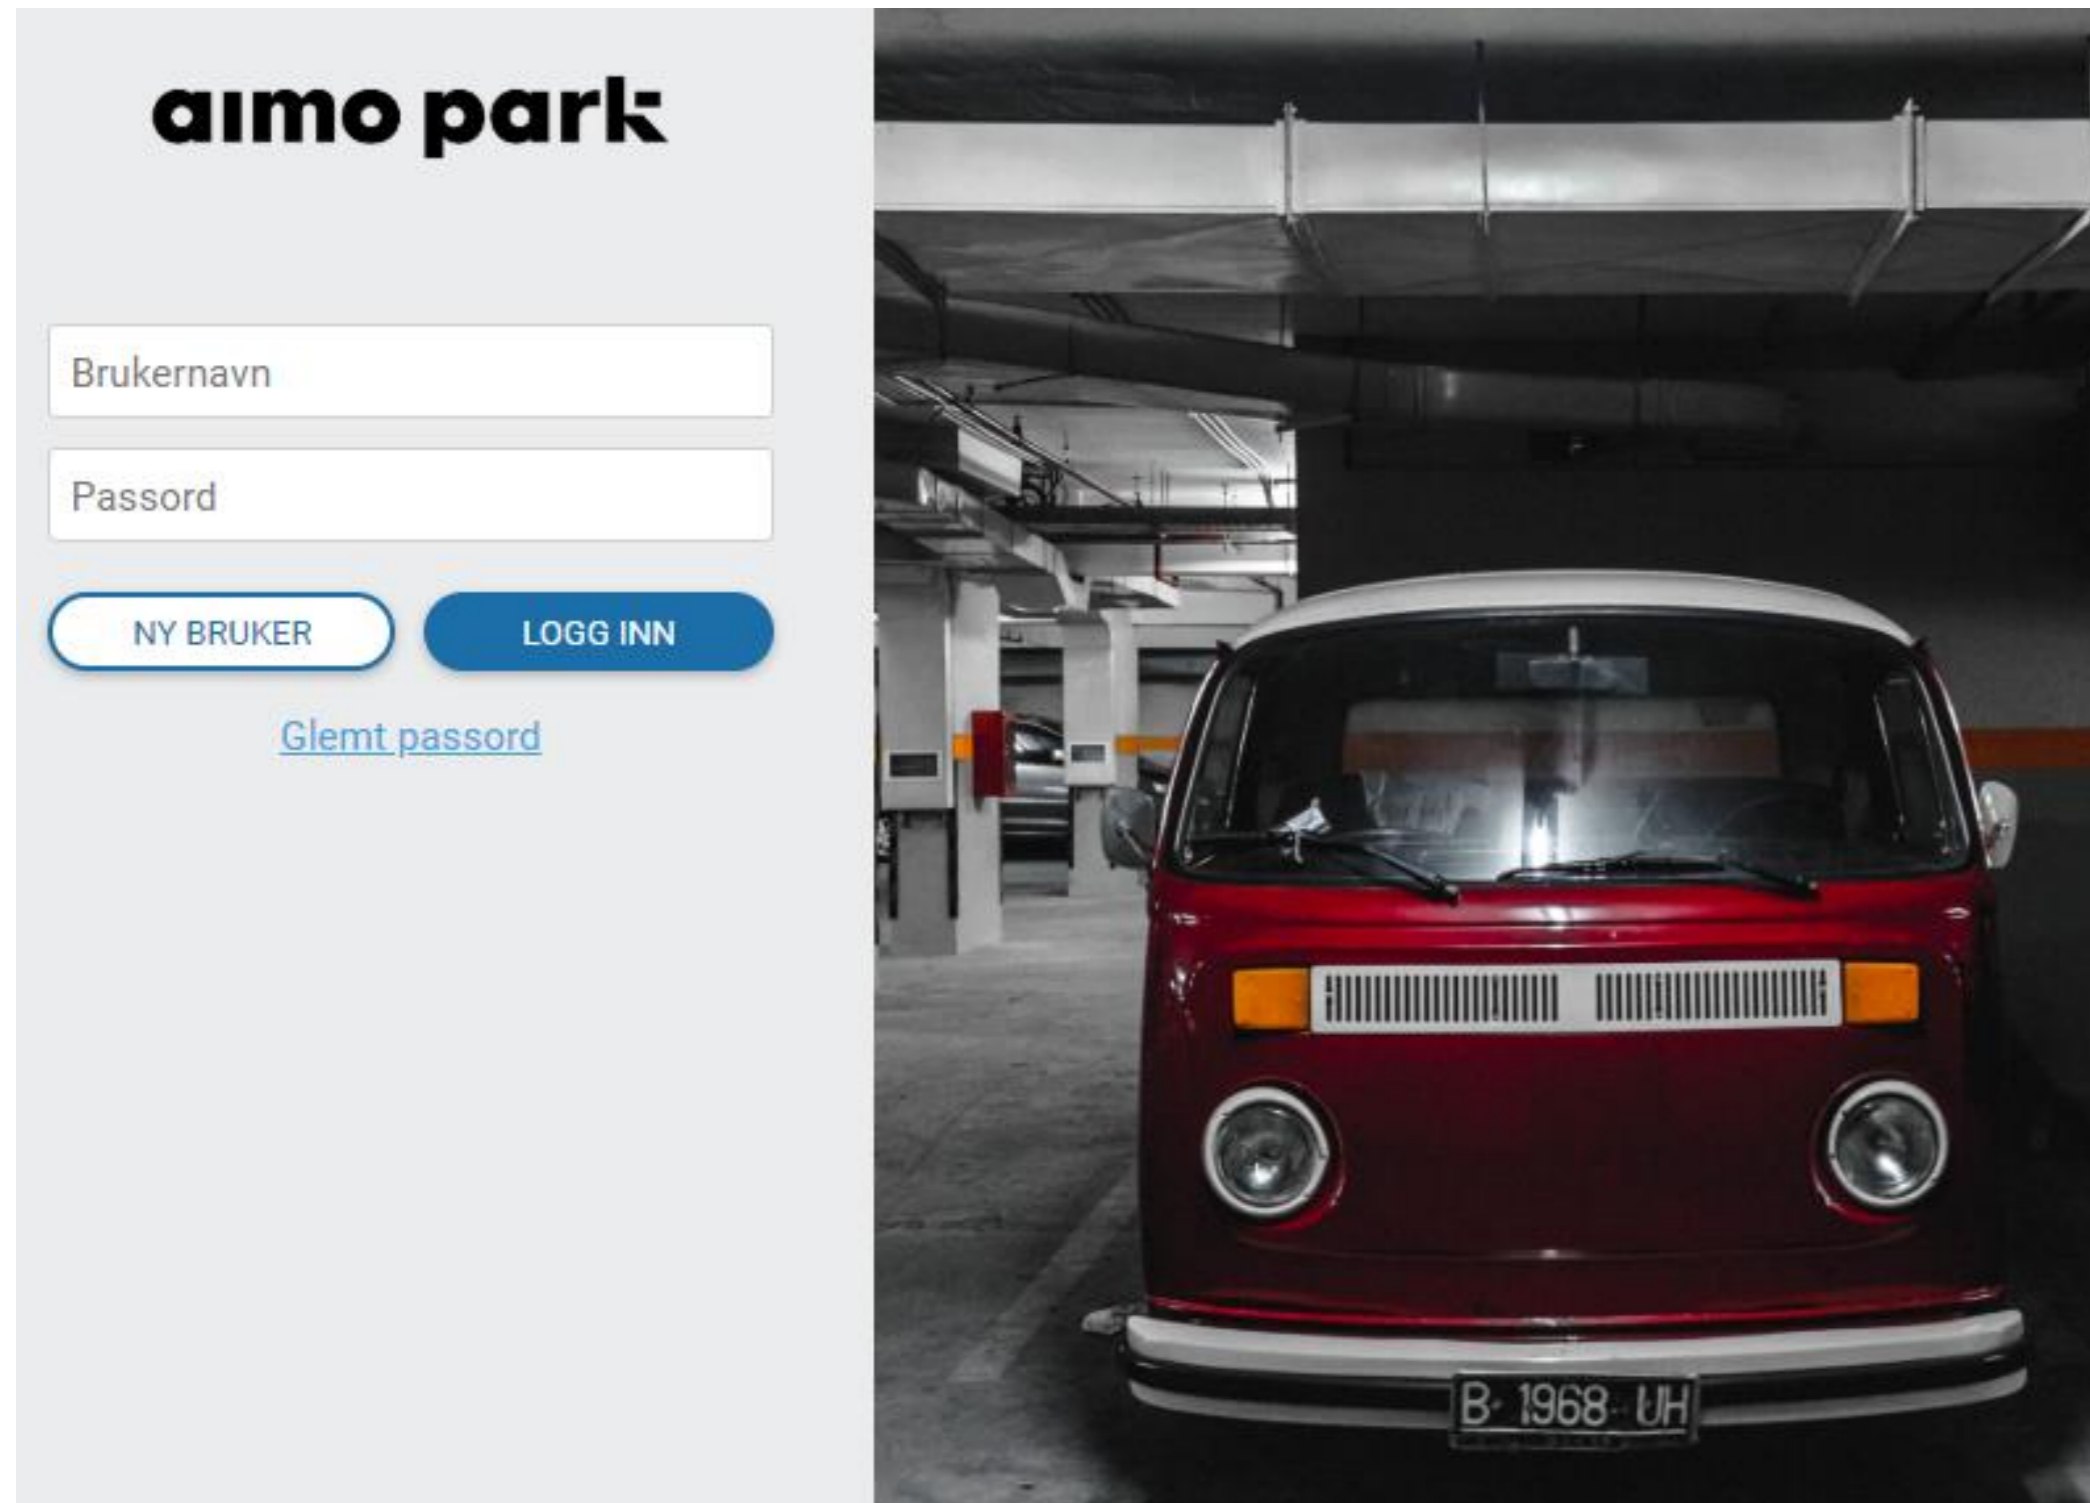 aimo park
Brukernavn
Passord
NY BRUKER
LOGG INN
Glemt passord
B 1968 UH